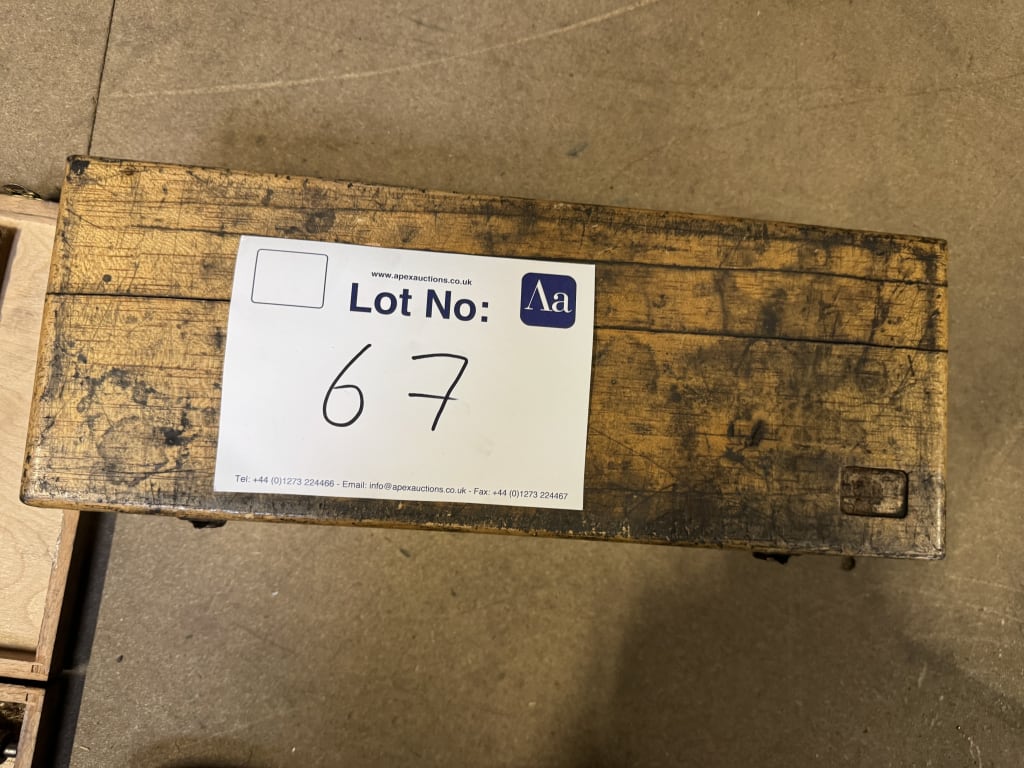 www.apexauctions.co.uk
Lot No:
Aa
67
Tel: +44 (0)1273 224466 - Email: info@apexauctions.co.uk - Fax: +44 (0)1273 224467